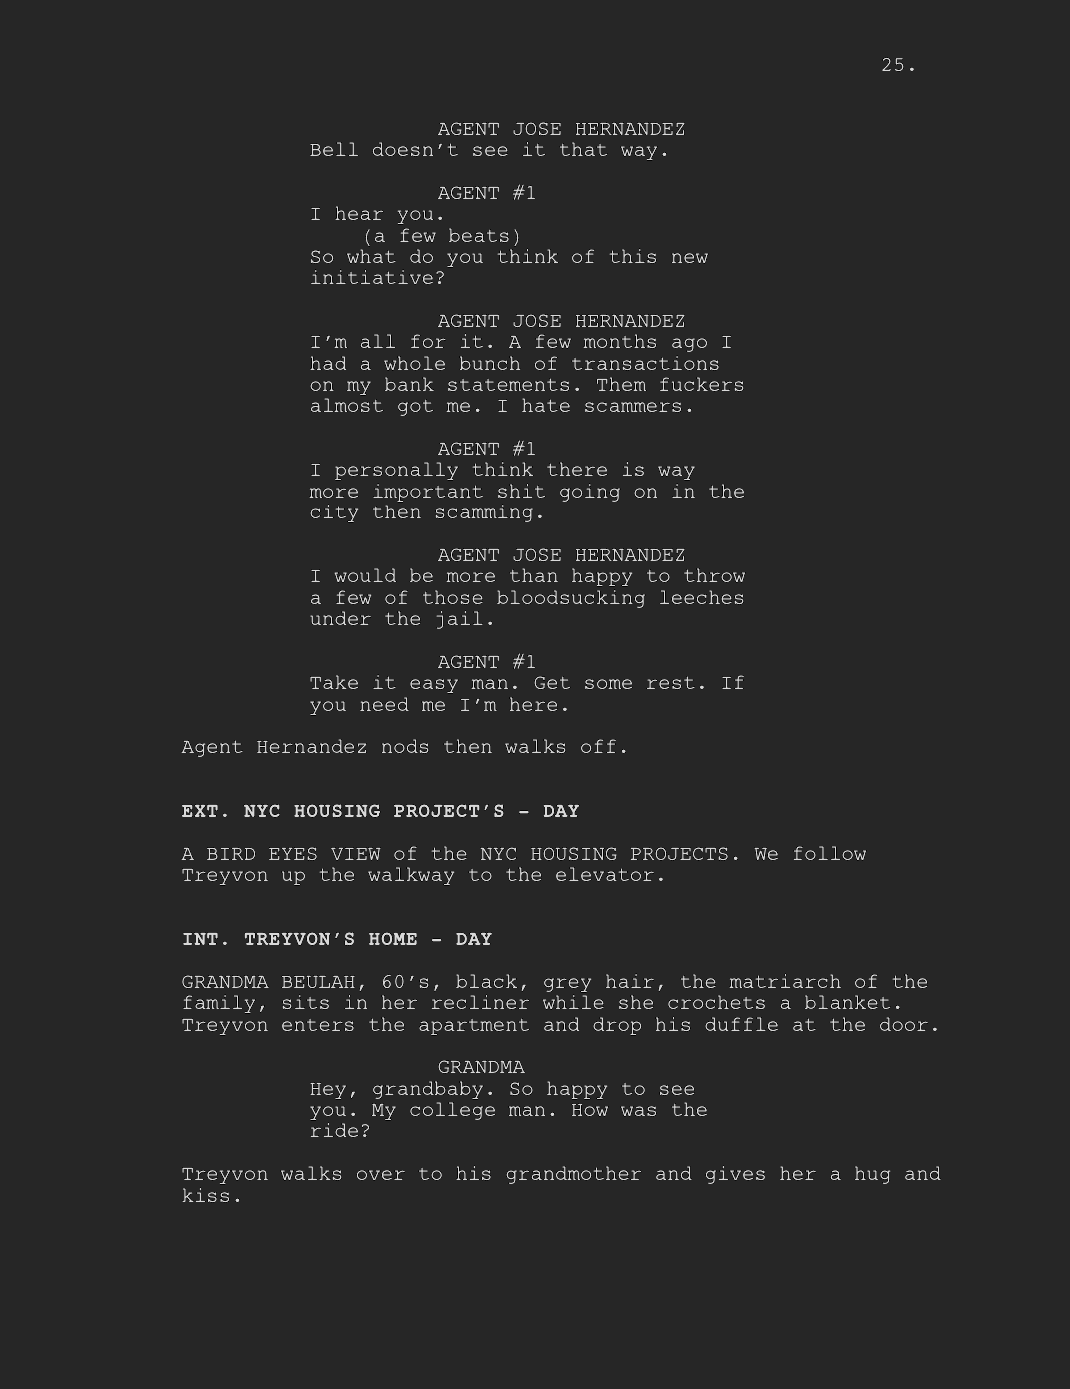 25.
AGENT JOSE HERNANDEZ
Bell doesn't see it that way.
AGENT #1
I hear you.
(a few beats)
So what do you think of this new
initiative?
AGENT JOSE HERNANDEZ
I'm all for it. A few months ago I
had a whole bunch of transactions
on my bank statements. Them fuckers
almost got me. I hate scammers.
AGENT #1
I personally think there is way
more important shit going on in the
city then scamming.
AGENT JOSE HERNANDEZ
I would be more than happy to throw
a few of those bloodsucking leeches
under the jail.
AGENT #1
Take it easy man. Get some rest. If
you need me I'm here.
Agent Hernandez nods then walks off.
EXT. NYC HOUSING PROJECT'S - DAY
A BIRD EYES VIEW of the NYC HOUSING PROJECTS. We follow
Treyvon up the walkway to the elevator.
INT. TREYVON'S HOME - DAY
GRANDMA BEULAH, 60's, black, grey hair, the matriarch of the
family, sits in her recliner while she crochets a blanket.
Treyvon enters the apartment and drop his duffle at the door.
GRANDMA
Hey, grandbaby. So happy to see
you. My college man. How was the
ride?
Treyvon walks over to his grandmother and gives her a hug and
kiss.